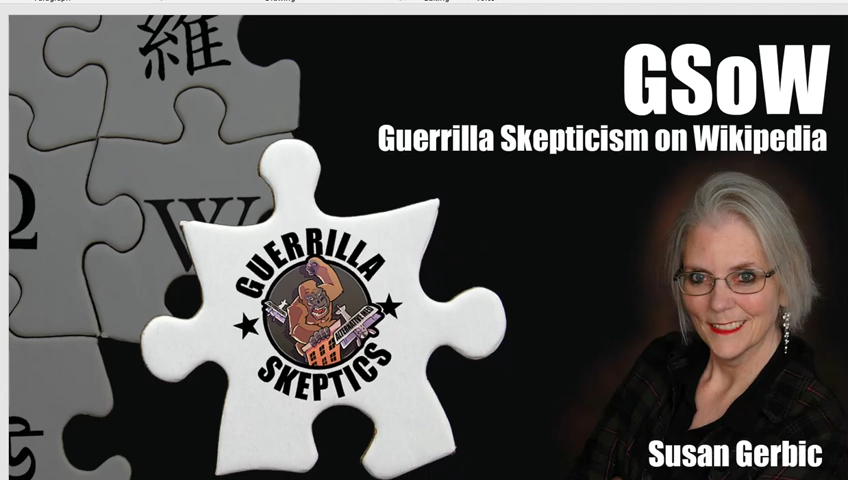 維
GSoW
Guerrilla Skepticism on Wikipedia
Ω
W
GUERRILLA
SKEPTICS
Susan Gerbic